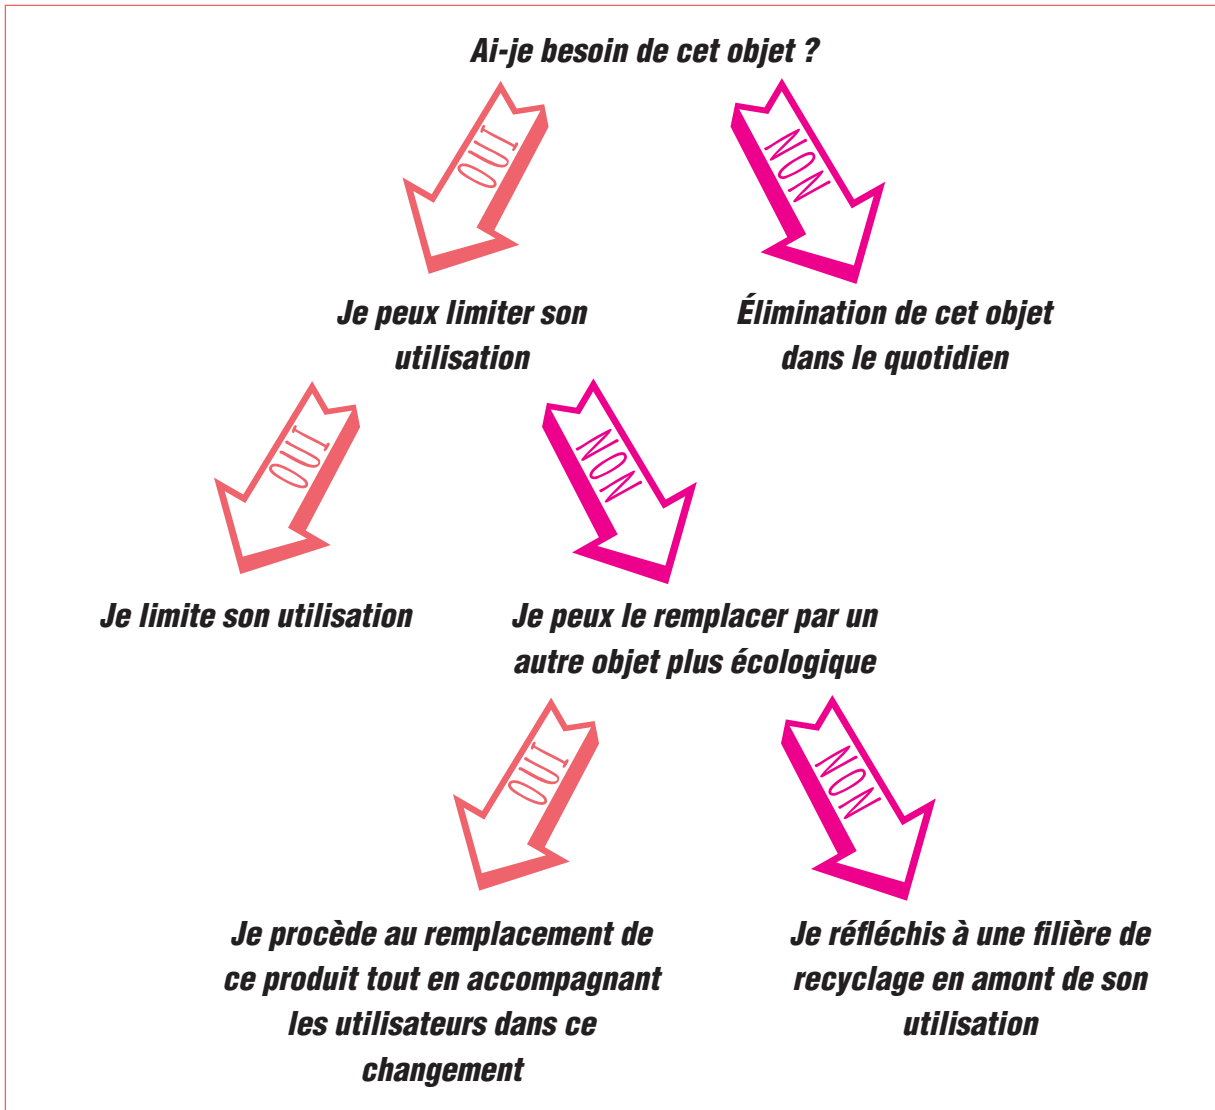 Ai-je besoin de cet objet ?
OUI
NON
Je peux limiter son
utilisation
Élimination de cet objet
dans le quotidien
OUI
NON
Je limite son utilisation
Je peux le remplacer par un
autre objet plus écologique
OUI
NON
Je procède au remplacement de
ce produit tout en accompagnant
les utilisateurs dans ce
changement
Je réfléchis à une filière de
recyclage en amont de son
utilisation